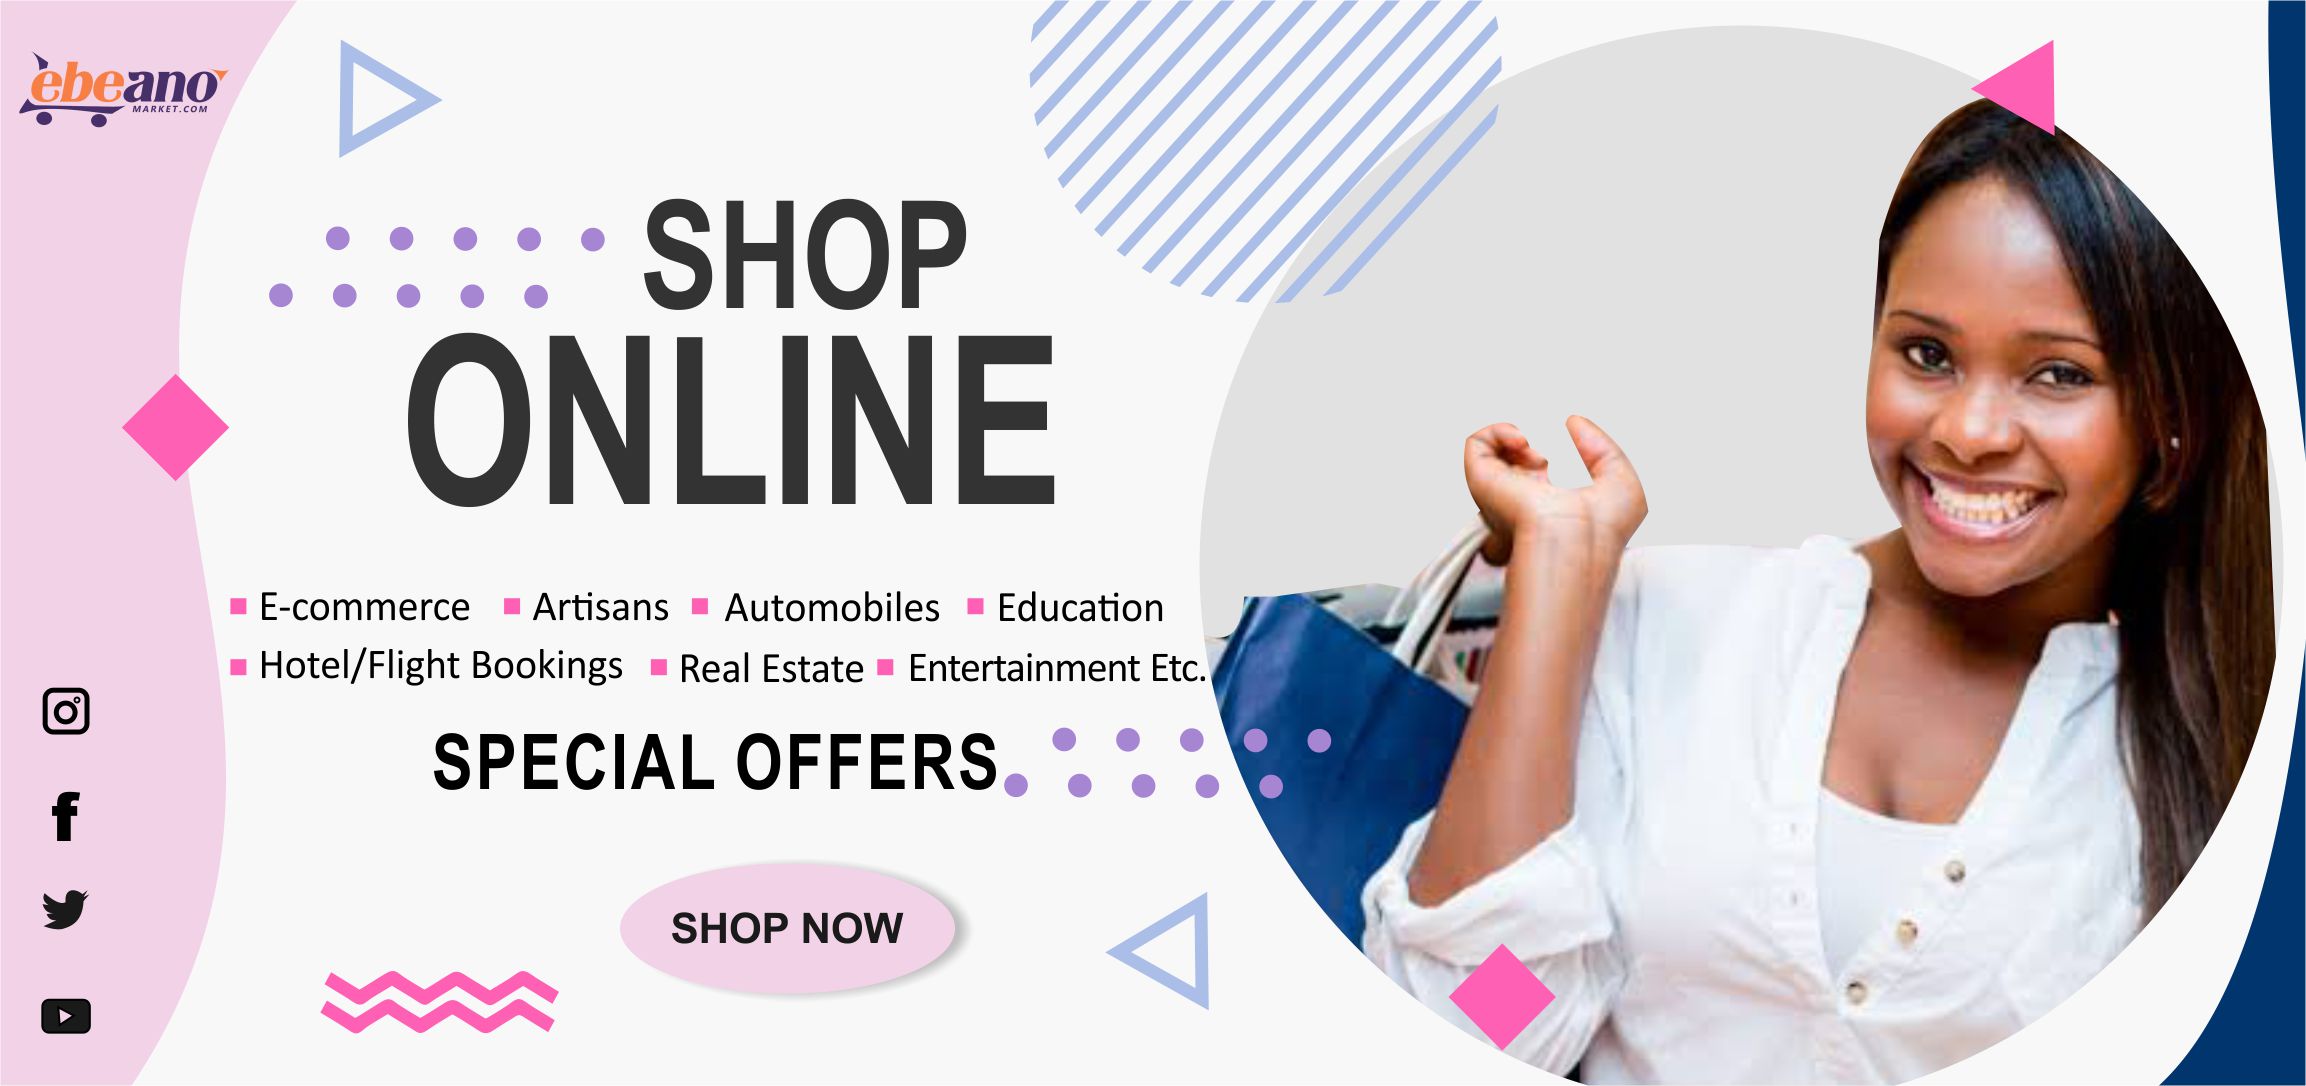 ebeano
MARKET.COM
SHOP
ONLINE
E-commerce Artisans Automobiles Education
Hotel/Flight Bookings Real Estate Entertainment Etc.
SPECIAL OFFERS
SHOP NOW